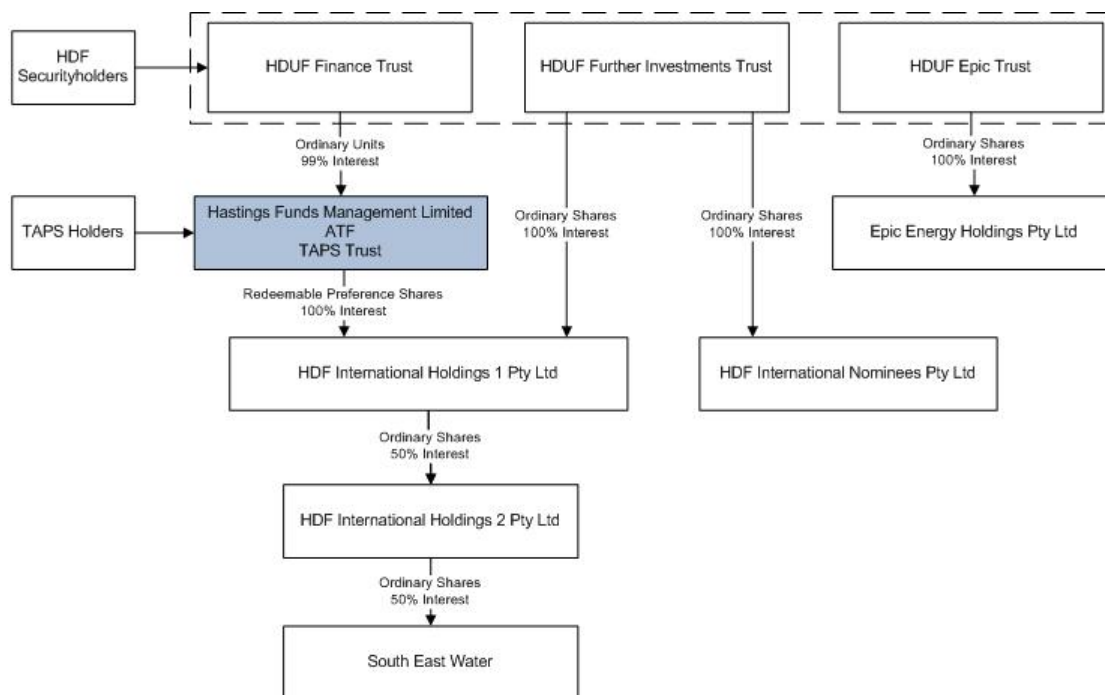 HDF
Securityholders
HDUF Finance Trust
HDUF Further Investments Trust
HDUF Epic Trust
Ordinary Units
99% Interest
Ordinary Shares
100% Interest
TAPS Holders
Hastings Funds Management Limited
ATF
TAPS Trust
Ordinary Shares
100% Interest
Ordinary Shares
100% Interest
Epic Energy Holdings Pty Ltd
Redeemable Preference Shares
100% Interest
HDF International Holdings 1 Pty Ltd
HDF International Nominees Pty Ltd
Ordinary Shares
50% Interest
HDF International Holdings 2 Pty Ltd
Ordinary Shares
50% Interest
South East Water